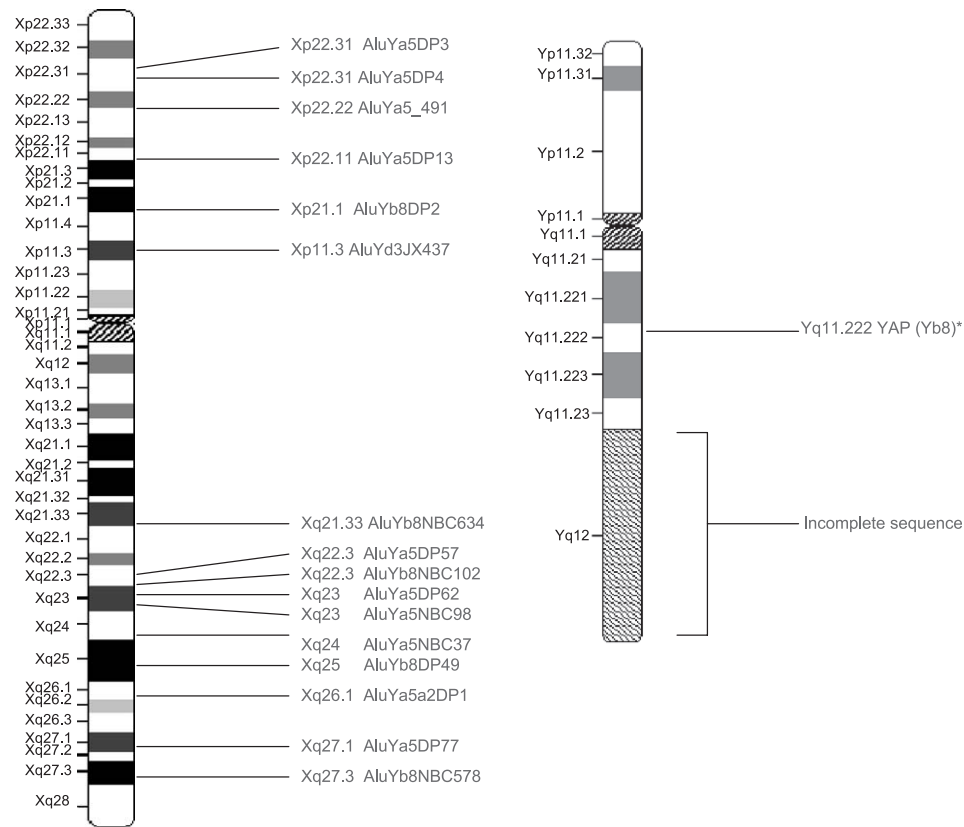 Xp22.33
Xp22.32
Xp22.31
Xp22.22
Xp22.13
Xp22.12
Xp22.11
Xp21.3
Xp21.2
Xp21.1
Xp11.4
Xp11.3
Xp11.23
Xp11.22
Xp11.21
Xp11.1
Xq11.1
Xq11.2
Xq12
Xq13.1
Xq13.2
Xq13.3
Xq21.1
Xq21.2
Xq21.31
Xq21.32
Xq21.33
Xq22.1
Xq22.2
Xq22.3
Xq23
Xq24
Xq25
Xq26.1
Xq26.2
Xq26.3
Xq27.1
Xq27.2
Xq27.3
Xq28
Xp22.31 AluYa5DP3
Xp22.31 AluYa5DP4
Xp22.22 AluYa5_491
Xp22.11 AluYa5DP13
Xp21.1 AluYb8DP2
Xp11.3 AluYd3JX437
Xq21.33 AluYb8NBC634
Xq22.3 AluYa5DP57
Xq22.3 AluYb8NBC102
Xq23 AluYa5DP62
Xq23 AluYa5NBC98
Xq24 AluYa5NBC37
Xq25 AluYb8DP49
Xq26.1 AluYa5a2DP1
Xq27.1 AluYa5DP77
Xq27.3 AluYb8NBC578
Yp11.32
Yp11.31
Yp11.2
Yp11.1
Yq11.1
Yq11.21
Yq11.221
Yq11.222
Yq11.223
Yq11.23
Yq12
Yq11.222 YAP (Yb8)*
Incomplete sequence